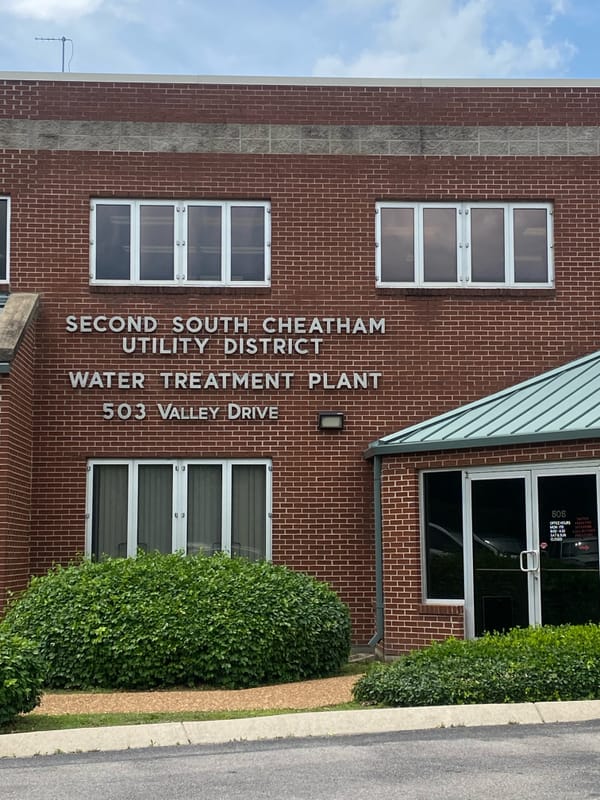 SECOND SOUTH CHEATHAM
UTILITY DISTRICT
WATER TREATMENT PLANT
503 VALLEY DRIVE
505
OFFICE HOURS